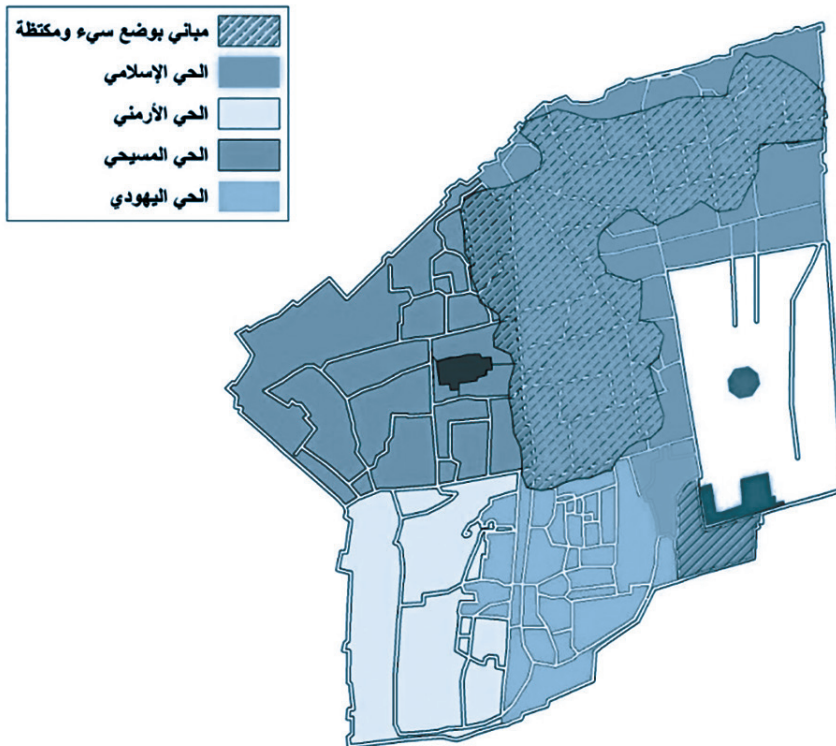 مباني بوضع سيء ومكتظة
الحي الإسلامي
الحي الأرمني
الحي المسيحي
الحي اليهودي